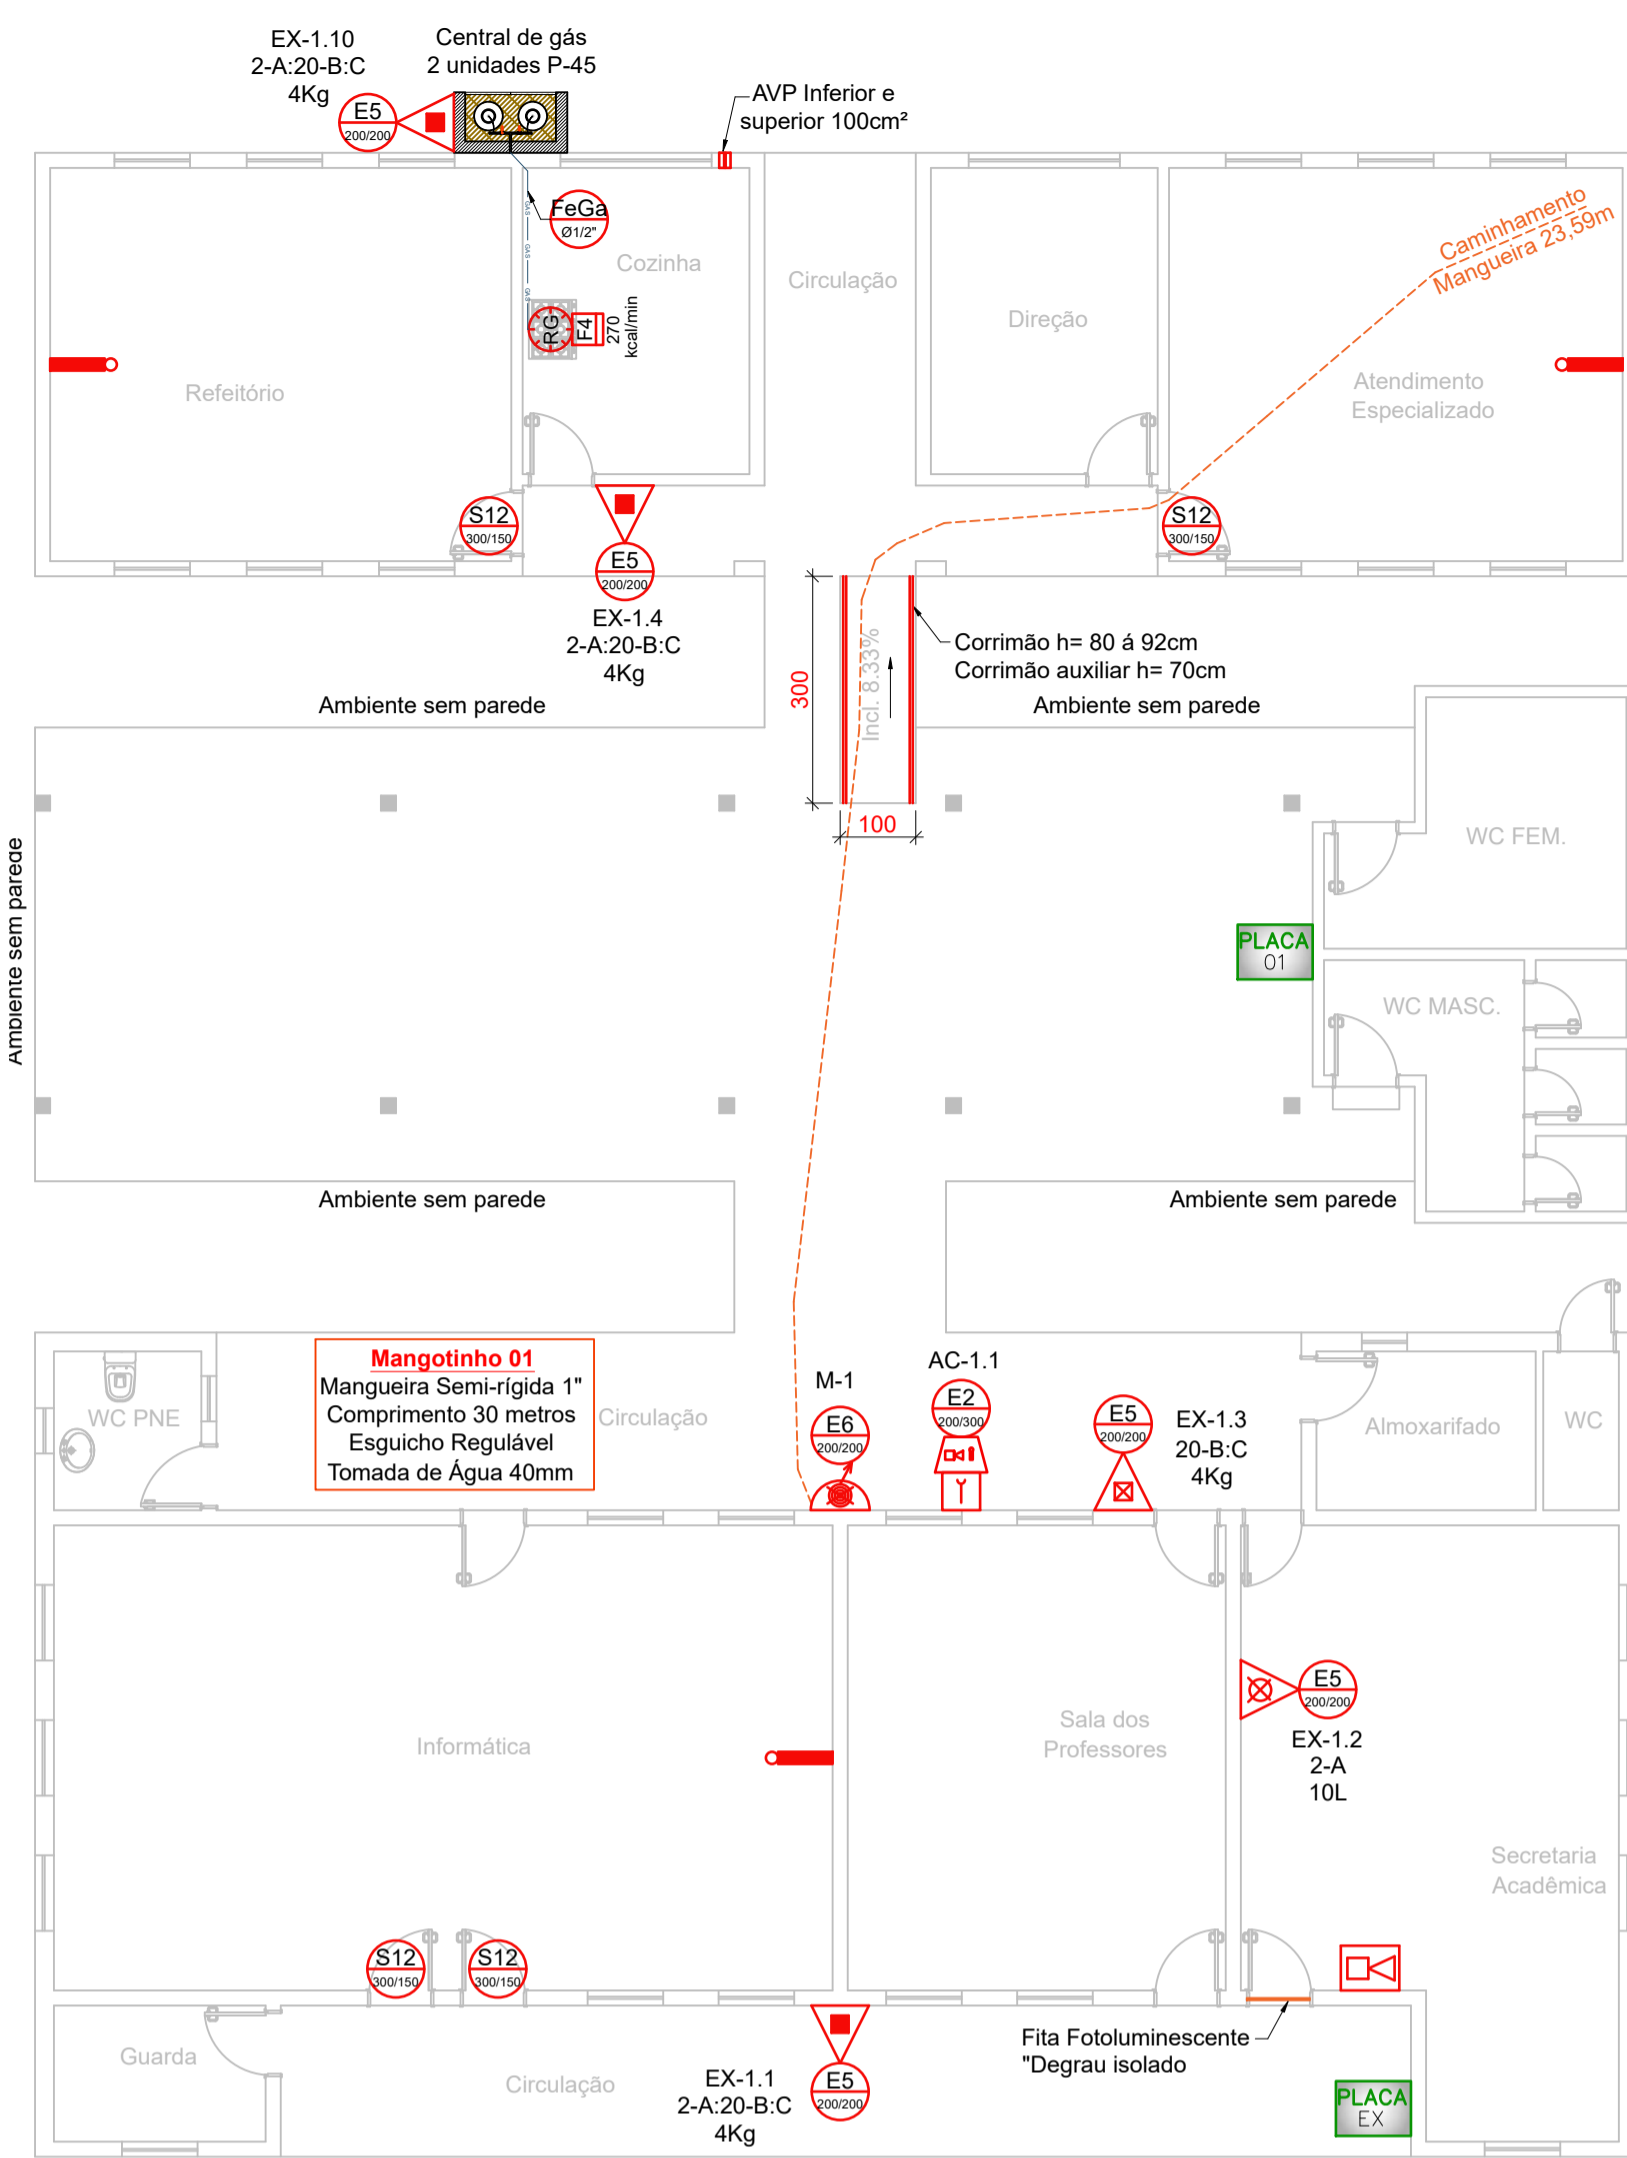 EX-1.10
2-A:20-B:C
4Kg
E5
200/200
Central de gás
2 unidades P-45
AVP Inferior e
superior 100cm²
FeGa
Ø1/2"
GAS
GAS
GAS
Cozinha
RG
F4
270
kcal/min
Circulação
Direção
Caminhamento
Mangueira 23,59m
Atendimento
Especializado
Refeitório
S12
300/150
E5
200/200
EX-1.4
2-A:20-B:C
4Kg
S12
300/150
Corrimão h= 80 á 92cm
Corrimão auxiliar h= 70cm
Incl. 8.33%
300
100
Ambiente sem parede
Ambiente sem parede
Ambiente sem parede
WC FEM.
PLACA
01
WC MASC.
Ambiente sem parede
Ambiente sem parede
WC PNE
Mangotinho 01
Mangueira Semi-rígida 1"
Comprimento 30 metros
Esguicho Regulável
Tomada de Água 40mm
Circulação
M-1
E6
200/200
AC-1.1
E2
200/300
E5
200/200
EX-1.3
20-B:C
4Kg
Almoxarifado
WC
Informática
Sala dos
Professores
E5
200/200
EX-1.2
2-A
10L
Secretaria
Acadêmica
S12
300/150
S12
300/150
Guarda
Circulação
EX-1.1
2-A:20-B:C
4Kg
E5
200/200
Fita Fotoluminescente
"Degrau isolado
PLACA
EX